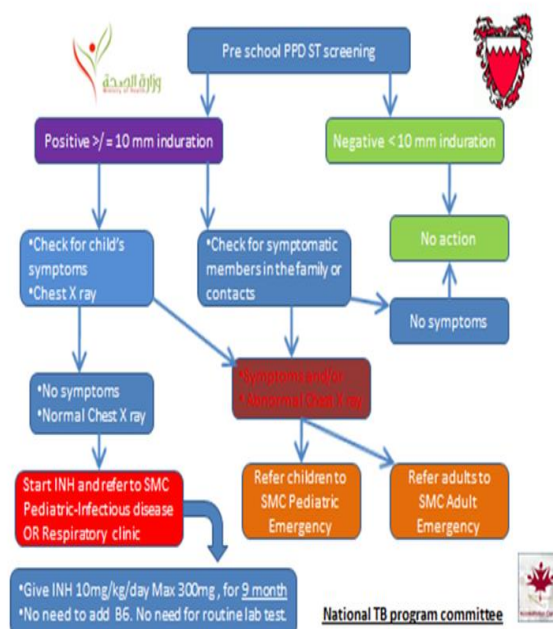 وزارة الصحة
Pre school PPD ST screening
Positive >/= 10 mm induration
Negative < 10 mm induration
•Check for child's
symptoms
•Chest X ray
•Check for symptomatic
members in the family or
contacts
No action
No symptoms
•No symptoms
•Normal Chest X ray
•Symptoms and/or
• Abnormal Chest X ray
Start INH and refer to SMC
Pediatric-Infectious disease
OR Respiratory clinic
Refer children to
SMC Pediatric
Emergency
Refer adults to
SMC Adult
Emergency
•Give INH 10mg/kg/day Max 300mg , for 9 month
•No need to add B6. No need for routine lab test.
National TB program committee